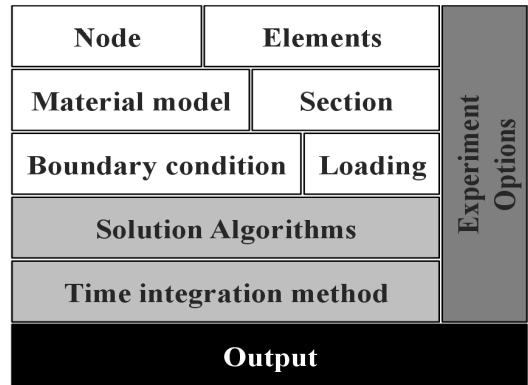 Node
Elements
Material model
Section
Boundary condition
Loading
Solution Algorithms
Time integration method
Experiment
Options
Output